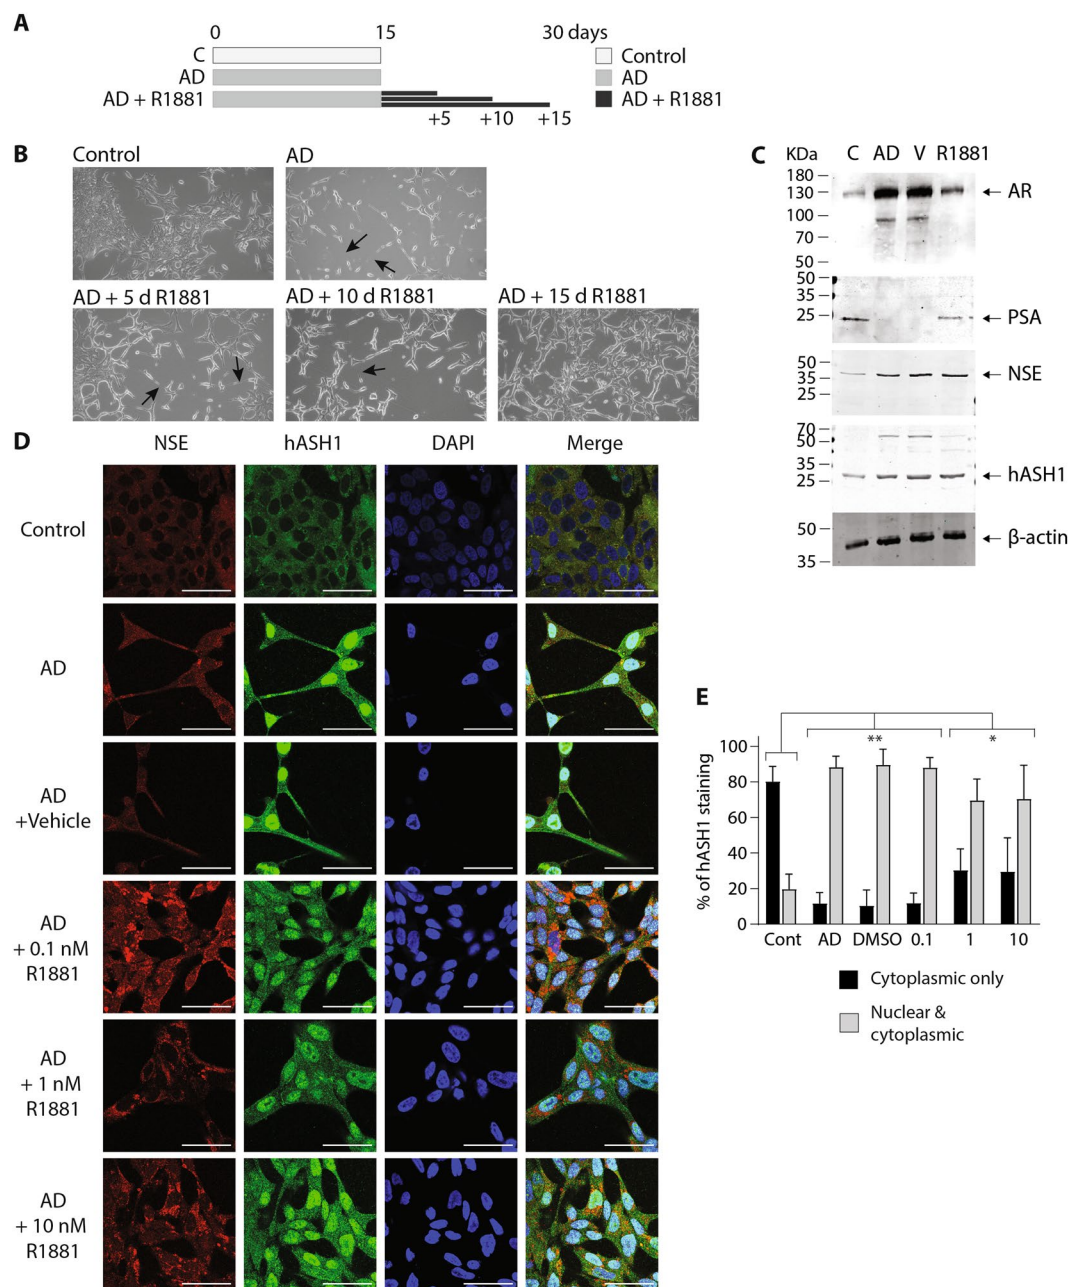 A
0 15 30 days
C
AD
AD + R1881
+5 +10 +15
Control
AD
AD + R1881
B
Control
AD
AD + 5 d R1881
AD + 10 d R1881
AD + 15 d R1881
C
KDa C AD V R1881
180
130
100
70
50
AR
50
35
25
PSA
50
35
25
NSE
70
50
35
25
hASH1
50
35
β-actin
D
NSE hASH1 DAPI Merge
Control
AD
AD
+Vehicle
AD
+ 0.1 nM
R1881
AD
+ 1 nM
R1881
AD
+ 10 nM
R1881
E
** *
% of hASH1 staining
100
80
60
40
20
0
Cont AD DMSO 0.1 1 10
Cytoplasmic only
Nuclear &
cytoplasmic